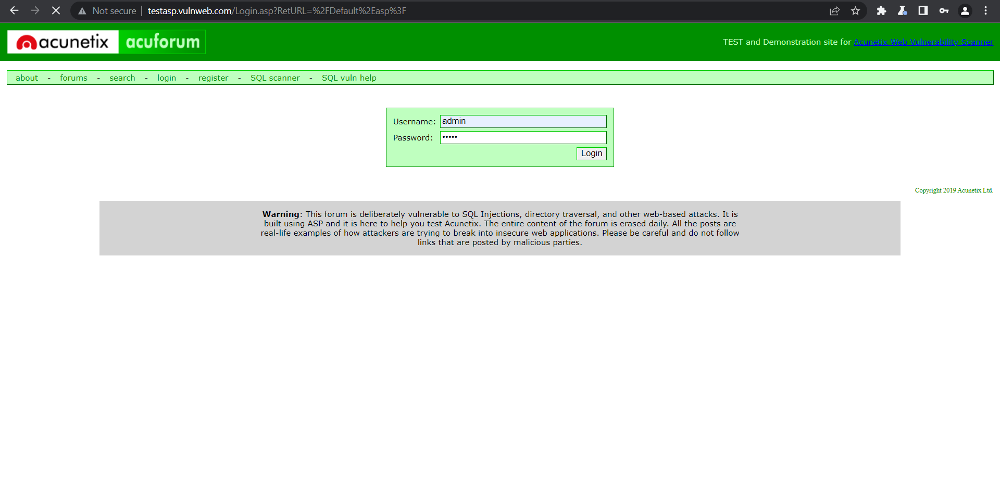 Not secure | testasp.vulnweb.com/Login.asp?RetURL=%2FDefault%2Easp%3F
acunetix acuforum
TEST and Demonstration site for Acunetix Web Vulnerability Scanner
about - forums - search - login - register - SQL scanner - SQL vuln help
Username: admin
Password: •••••
Login
Copyright 2019 Acunetix Ltd.
Warning: This forum is deliberately vulnerable to SQL Injections, directory traversal, and other web-based attacks. It is
built using ASP and it is here to help you test Acunetix. The entire content of the forum is erased daily. All the posts are
real-life examples of how attackers are trying to break into insecure web applications. Please be careful and do not follow
links that are posted by malicious parties.